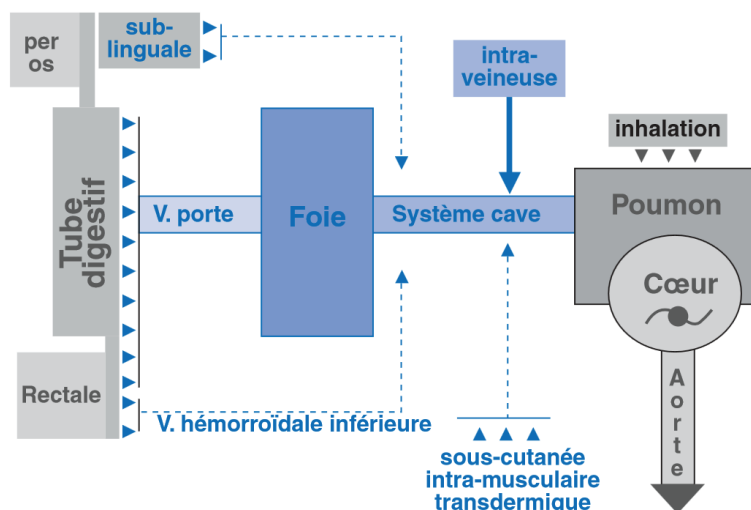 per
os
sub-
linguale
intra-
veineuse
inhalation
Tube
digestif
V. porte
Foie
Système cave
Poumon
Cœur
Rectale
V. hémorroïdale inférieure
sous-cutanée
intra-musculaire
transdermique
Aorte